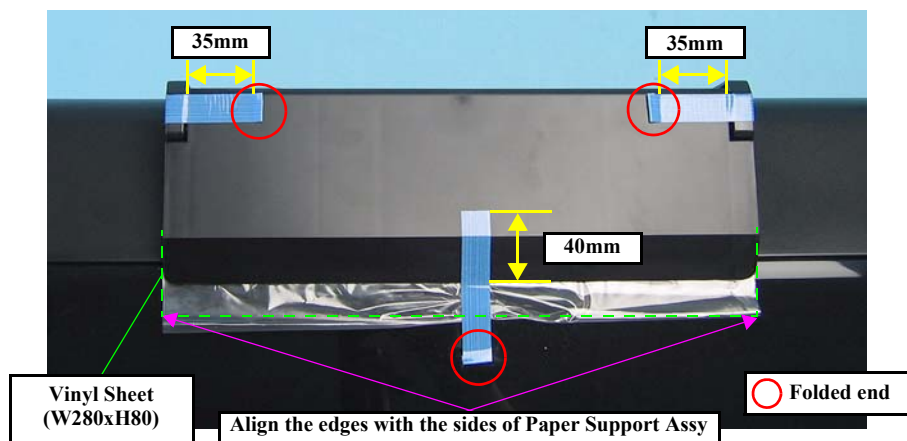 35mm
35mm
40mm
Vinyl Sheet
(W280xH80)
Align the edges with the sides of Paper Support Assy
Folded end